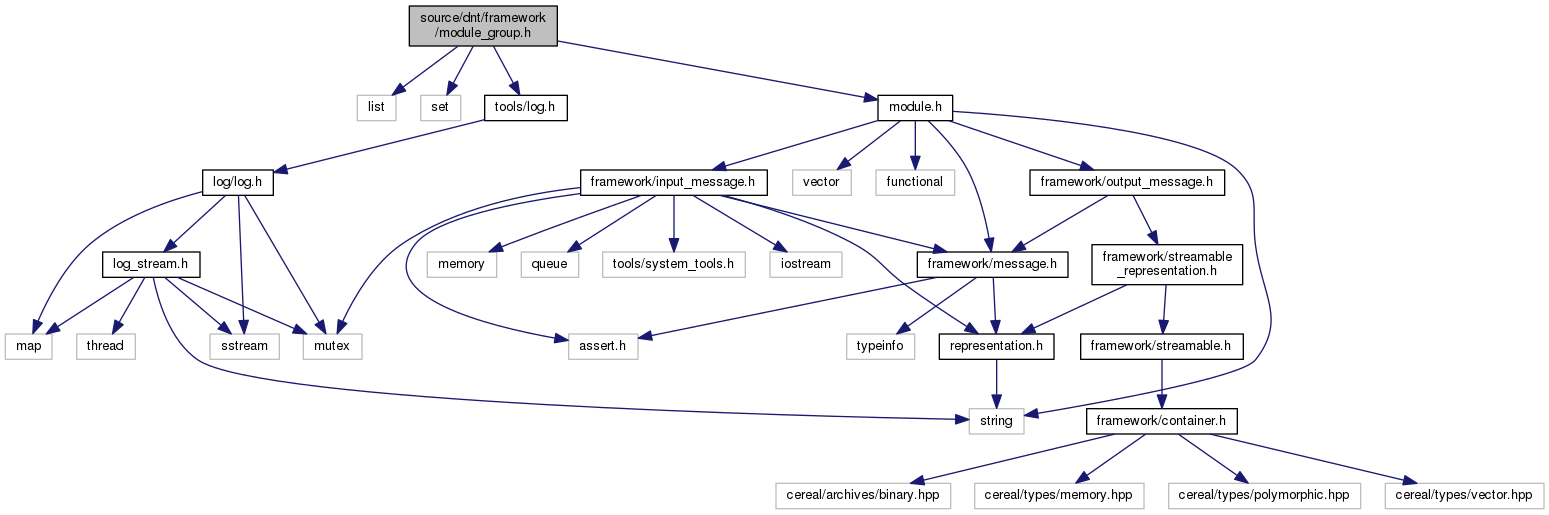 source/dnt/framework
/module_group.h
list
set
tools/log.h
module.h
log/log.h
framework/input_message.h
vector
functional
framework/output_message.h
log_stream.h
memory
queue
tools/system_tools.h
iostream
framework/message.h
framework/streamable
_representation.h
map
thread
sstream
mutex
assert.h
typeinfo
representation.h
framework/streamable.h
string
framework/container.h
cereal/archives/binary.hpp
cereal/types/memory.hpp
cereal/types/polymorphic.hpp
cereal/types/vector.hpp